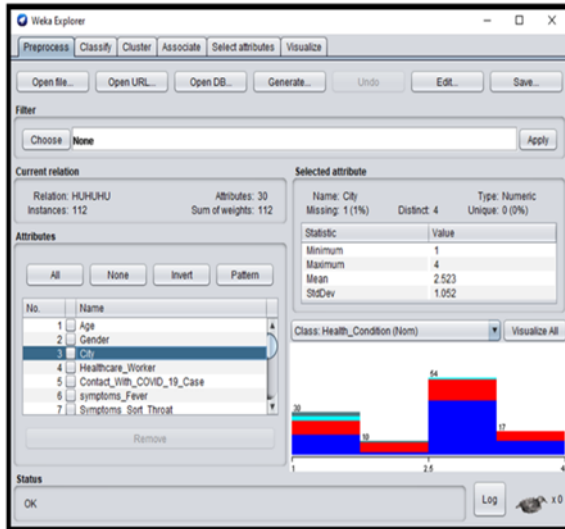 Weka Explorer
Preprocess Classify Cluster Associate Select attributes Visualize
Open file... Open URL... Open DB... Generate... Undo Edit... Save...
Filter
Choose None Apply
Current relation
Relation: HUHUHU Attributes: 30
Instances: 112 Sum of weights: 112
Selected attribute
Name: City Type: Numeric
Missing: 1 (1%) Distinct: 4 Unique: 0 (0%)
Statistic Value
Minimum 1
Maximum 4
Mean 2.523
StdDev 1.052
Attributes
All None Invert Pattern
No. Name
1 Age
2 Gender
3 City
4 Healthcare_Worker
5 Contact_With_COVID_19_Case
6 symptoms_Fever
7 Symptoms_Sort_Throat
Remove
Class: Health_Condition (Nom) Visualize All
30 10 54 17
1 2.5 4
Status
OK
Log x 0